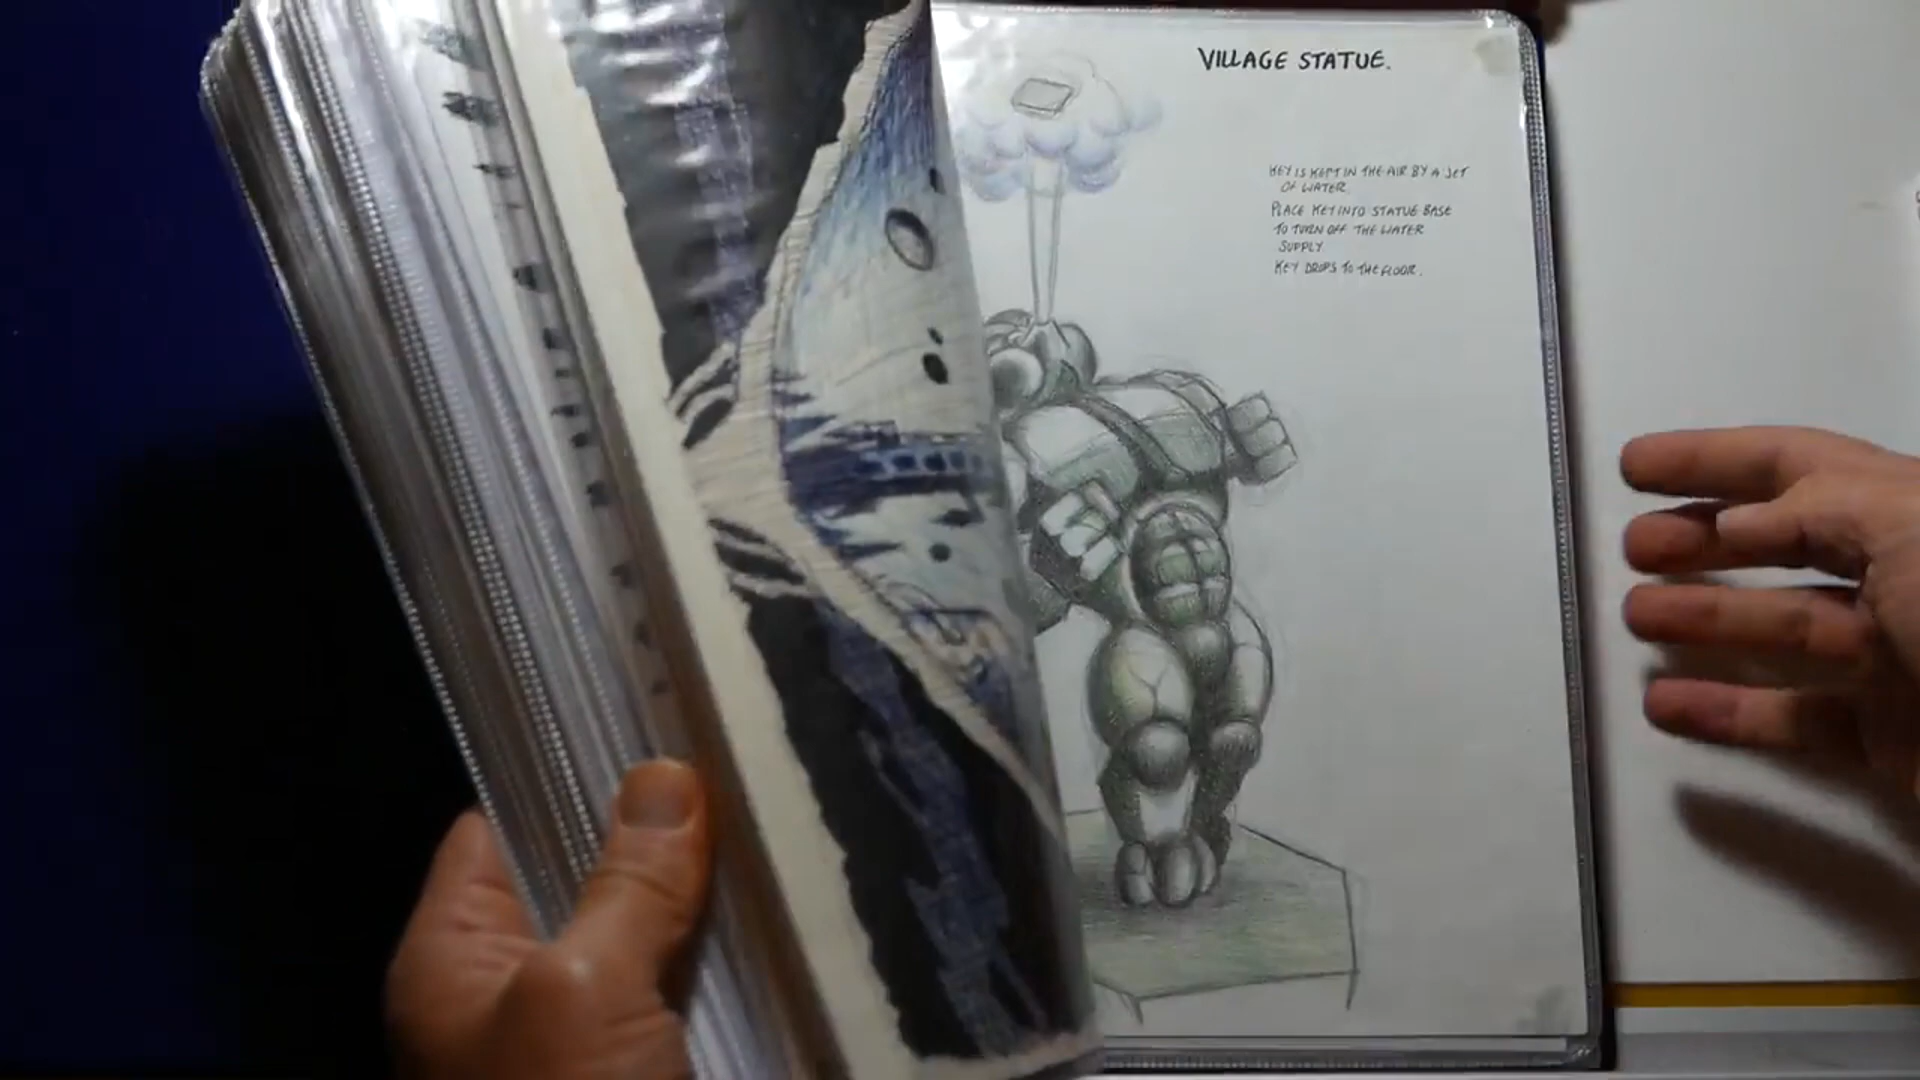 VILLAGE STATUE.
KEY IS KEPT IN THE AIR BY A JET
OF WATER.
PLACE KEY INTO STATUE BASE
TO TURN OFF THE WATER
SUPPLY.
KEY DROPS TO THE FLOOR.